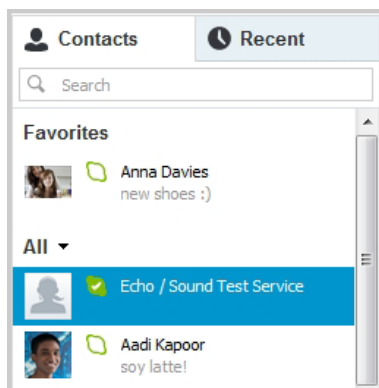 Contacts
Recent
Search
Favorites
Anna Davies
new shoes :)
All
Echo / Sound Test Service
Aadi Kapoor
soy latte!